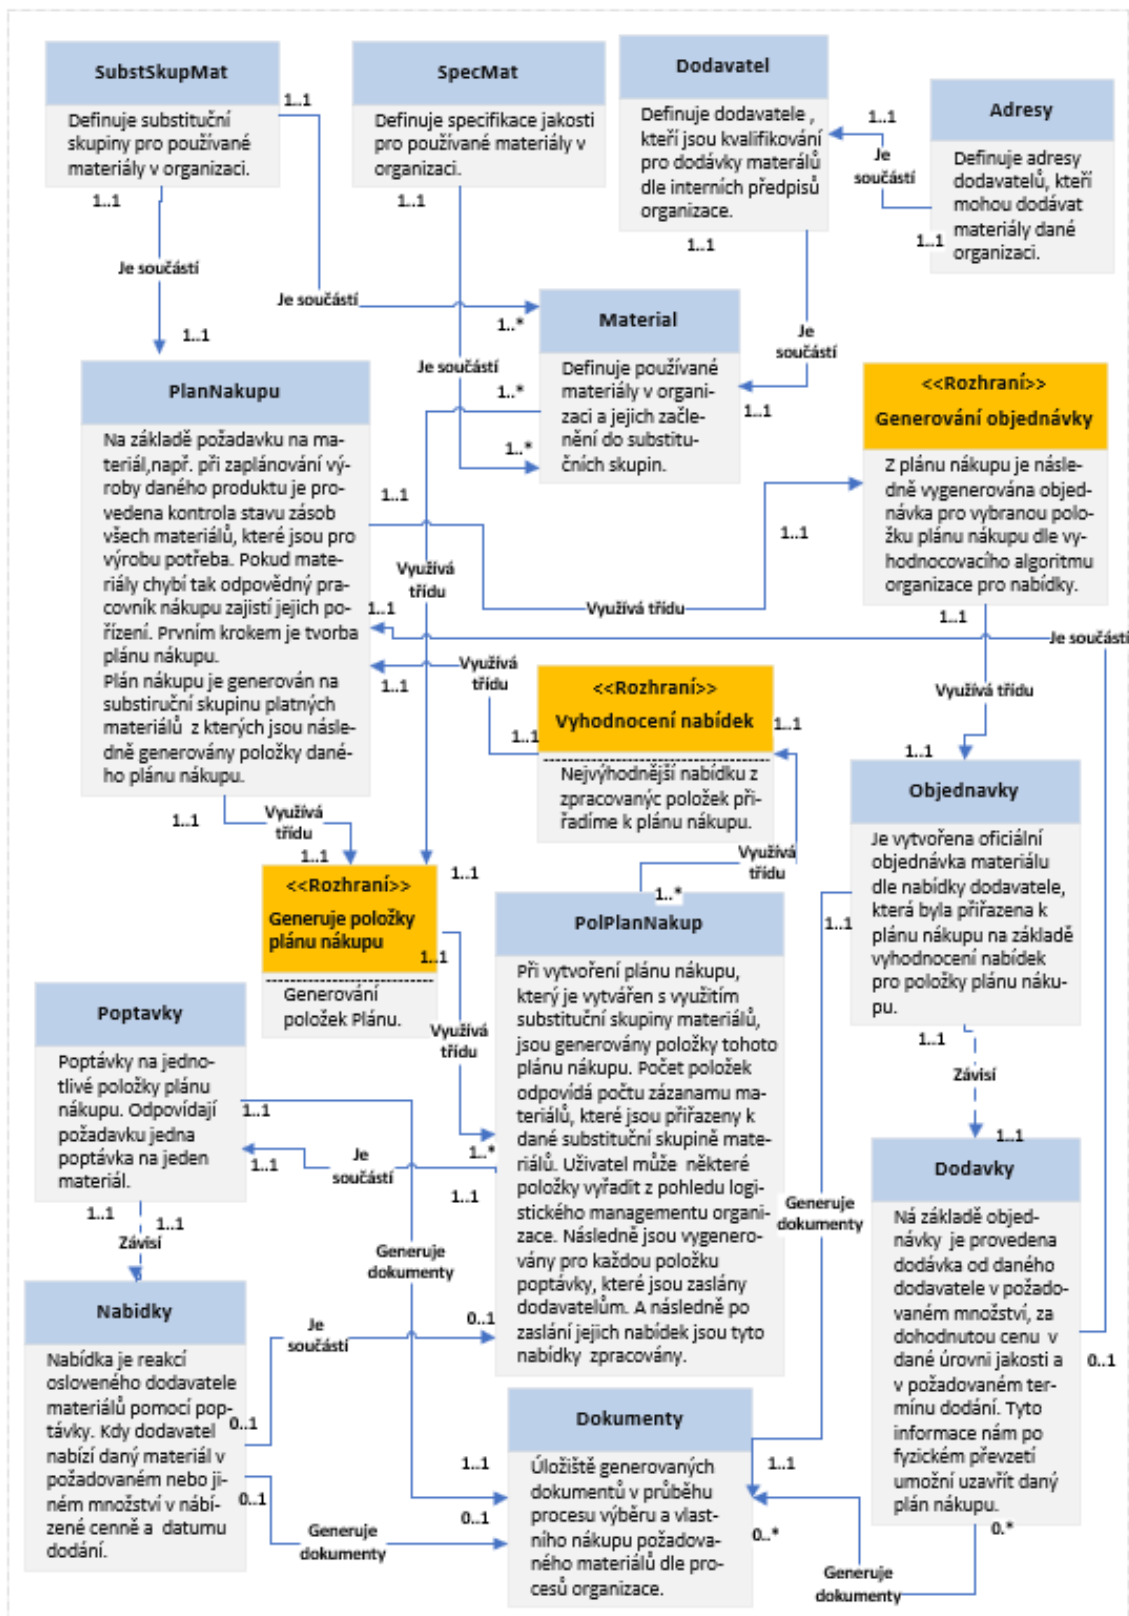 SubstSkupMat
1..1
Definuje substituční
skupiny pro používané
materiály v organizaci.
1..1
SpecMat
Definuje specifikace jakosti
pro používané materiály v
organizaci.
1..1
Dodavatel
Definuje dodavatele ,
kteří jsou kvalifikování
pro dodávky materálů
dle interních předpisů
organizace.
1..1
1..1
Je
součástí
1..1
Adresy
Definuje adresy
dodavatelů, kteří
mohou dodávat
materiály dané
organizaci.
Je součástí
1..1
Je součástí
1..*
Je součástí
1..*
1..*
Material
Definuje používané
materiály v organi-
zaci a jejich začle-
nění do substitu-
čních skupin.
Je
součástí
1..1
PlanNakupu
Na základě požadavku na ma-
teriál,např. při zaplánování vý-
roby daného produktu je pro-
vedena kontrola stavu zásob
všech materiálů, které jsou pro
výrobu potřeba. Pokud mate-
riály chybí tak odpovědný pra-
covník nákupu zajistí jejich po-
řízení. Prvním krokem je tvorba
plánu nákupu.
Plán nákupu je generován na
substiruční skupinu platných
materiálů  z kterých jsou násle-
dně generovány položky dané-
ho plánu nákupu.
1..1
Využívá
třídu
1..1
1..1
1..1
1..1
Využívá
třídu
1..1
Využívá třídu
1..1
<<Rozhraní>>
Generování objednávky
Z plánu nákupu je násle-
dně vygenerována objed-
návka pro vybranou polo-
žku plánu nákupu dle vy-
hodnocovacího algoritmu
organizace pro nabídky.
1..1
Je součástí
Využívá
třídu
1..1
<<Rozhraní>>
Vyhodnocení nabídek
1..1
Nejvýhodnější nabídku z
zpracovanýc položek při-
řadíme k plánu nákupu.
Využívá
třídu
1..*
Využívá třídu
1..1
Objednavky
Je vytvořena oficiální
objednávka materiálu
dle nabídky dodavatele,
která byla přiřazena k
plánu nákupu na základě
vyhodnocení nabídek
pro položky plánu náku-
pu.
1..1
1..1
Závisí
1..1
<<Rozhraní>>
Generuje položky
plánu nákupu
1..1
Generování
položek Plánu.
Využívá
třídu
1..*
PolPlanNakup
Při vytvoření plánu nákupu,
který je vytvářen s využitím
substituční skupiny materiálů,
jsou generovány položky tohoto
plánu nákupu. Počet položek
odpovídá počtu zázanamu ma-
teriálů, které jsou přiřazeny k
dané substituční skupině mate-
riálů. Uživatel může  některé
položky vyřadit z pohledu logi-
stického managementu organi-
zace. Následně jsou vygenero-
vány pro každou položku
poptávky, které jsou zaslány
dodavatelům. A následně po
zaslání jejich nabídek jsou tyto
nabídky  zpracovány.
Poptavky
Poptávky na jedno-
tlivé položky plánu
nákupu. Odpovídají
požadavku jedna
poptávka na jeden
materiál.
1..1
1..1
Je
součástí
1..1
1..1
1..1
Závisí
Generuje
dokumenty
Generuje
dokumenty
Dodavky
Ná základě objed-
návky  je provedena
dodávka od daného
dodavatele v požado-
vaném množství, za
dohodnutou cenu  v
dané úrovni jakosti a
v požadovaném ter-
mínu dodání. Tyto
informace nám po
fyzickém převzetí
umožní uzavřít daný
plán nákupu.
0..1
0.*
Nabidky
Nabídka je reakcí
osloveného dodavatele
materiálů pomocí pop-
távky. Kdy dodavatel
nabízí daný materiál v
požadovaném nebo ji-
ném množství v nábí-
zené cenně a  datumu
dodání.
Je
součástí
0..1
0..1
0..1
Generuje
dokumenty
1..1
0..1
Dokumenty
Úložiště generovaných
dokumentů v průběhu
procesu výběru a vlast-
ního nákupu požadova-
ného materiálů dle pro-
cesů organizace.
1..1
0..*
Generuje
dokumenty